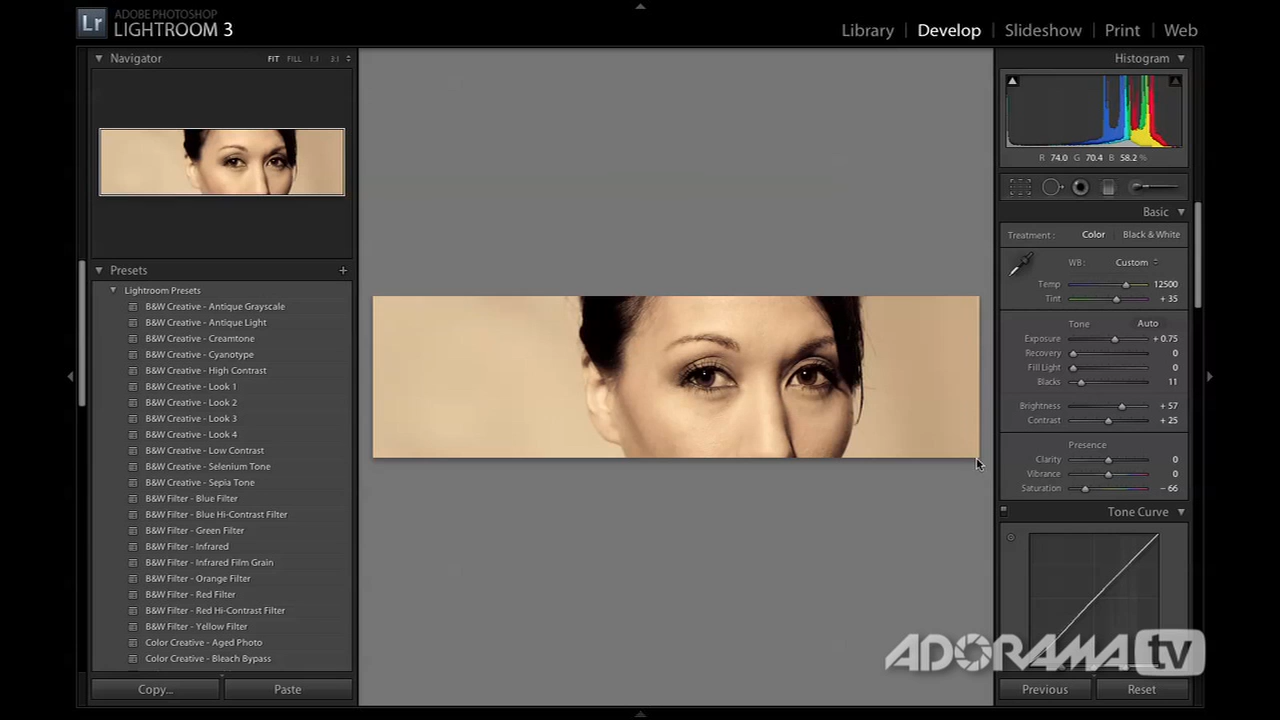 Lr
ADOBE PHOTOSHOP
LIGHTROOM 3
Library | Develop | Slideshow | Print | Web
Navigator FIT FILL 1:1 3:1
Presets +
Lightroom Presets
B&W Creative - Antique Grayscale
B&W Creative - Antique Light
B&W Creative - Creamtone
B&W Creative - Cyanotype
B&W Creative - High Contrast
B&W Creative - Look 1
B&W Creative - Look 2
B&W Creative - Look 3
B&W Creative - Look 4
B&W Creative - Low Contrast
B&W Creative - Selenium Tone
B&W Creative - Sepia Tone
B&W Filter - Blue Filter
B&W Filter - Blue Hi-Contrast Filter
B&W Filter - Green Filter
B&W Filter - Infrared
B&W Filter - Infrared Film Grain
B&W Filter - Orange Filter
B&W Filter - Red Filter
B&W Filter - Red Hi-Contrast Filter
B&W Filter - Yellow Filter
Color Creative - Aged Photo
Color Creative - Bleach Bypass
Copy... Paste
Histogram
R 74.0 G 70.4 B 58.2 %
Basic
Treatment : Color Black & White
WB: Custom
Temp 12500
Tint + 35
Tone Auto
Exposure + 0.75
Recovery 0
Fill Light 0
Blacks 11
Brightness + 57
Contrast + 25
Presence
Clarity 0
Vibrance 0
Saturation - 66
Tone Curve
ADORAMA tv
Previous Reset